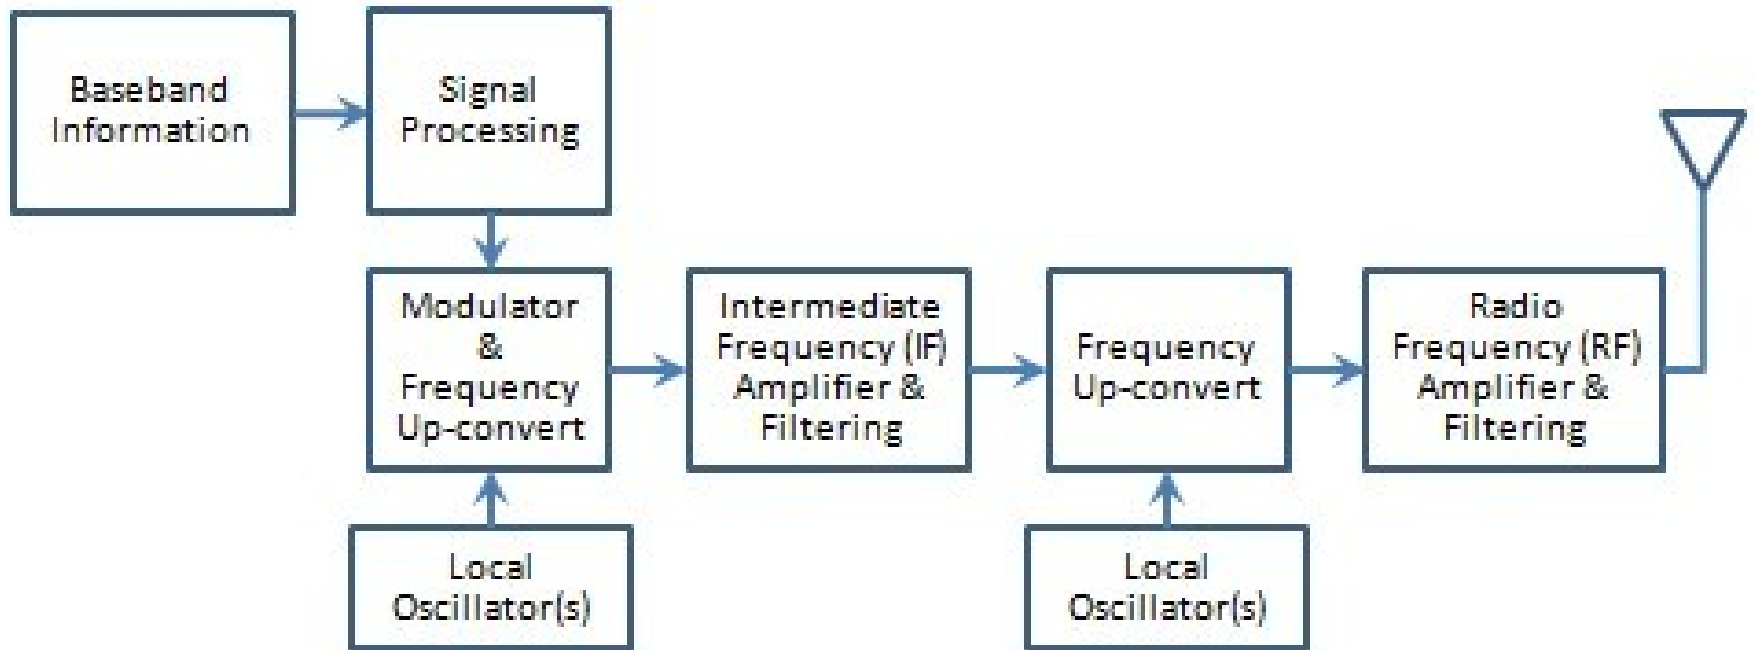 Baseband
Information
Signal
Processing
Modulator
&
Frequency
Up-convert
Intermediate
Frequency (IF)
Amplifier &
Filtering
Frequency
Up-convert
Radio
Frequency (RF)
Amplifier &
Filtering
Local
Oscillator(s)
Local
Oscillator(s)